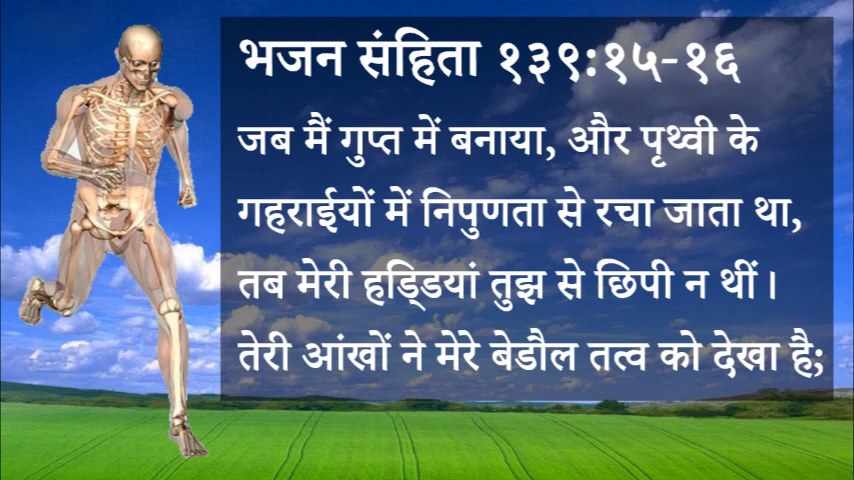 भजन संहिता १३९:१५-१६
जब मैं गुप्त में बनाया, और पृथ्वी के
गहराईयों में निपुणता से रचा जाता था,
तब मेरी हड्डियां तुझ से छिपी न थीं।
तेरी आंखों ने मेरे बेडौल तत्व को देखा है;